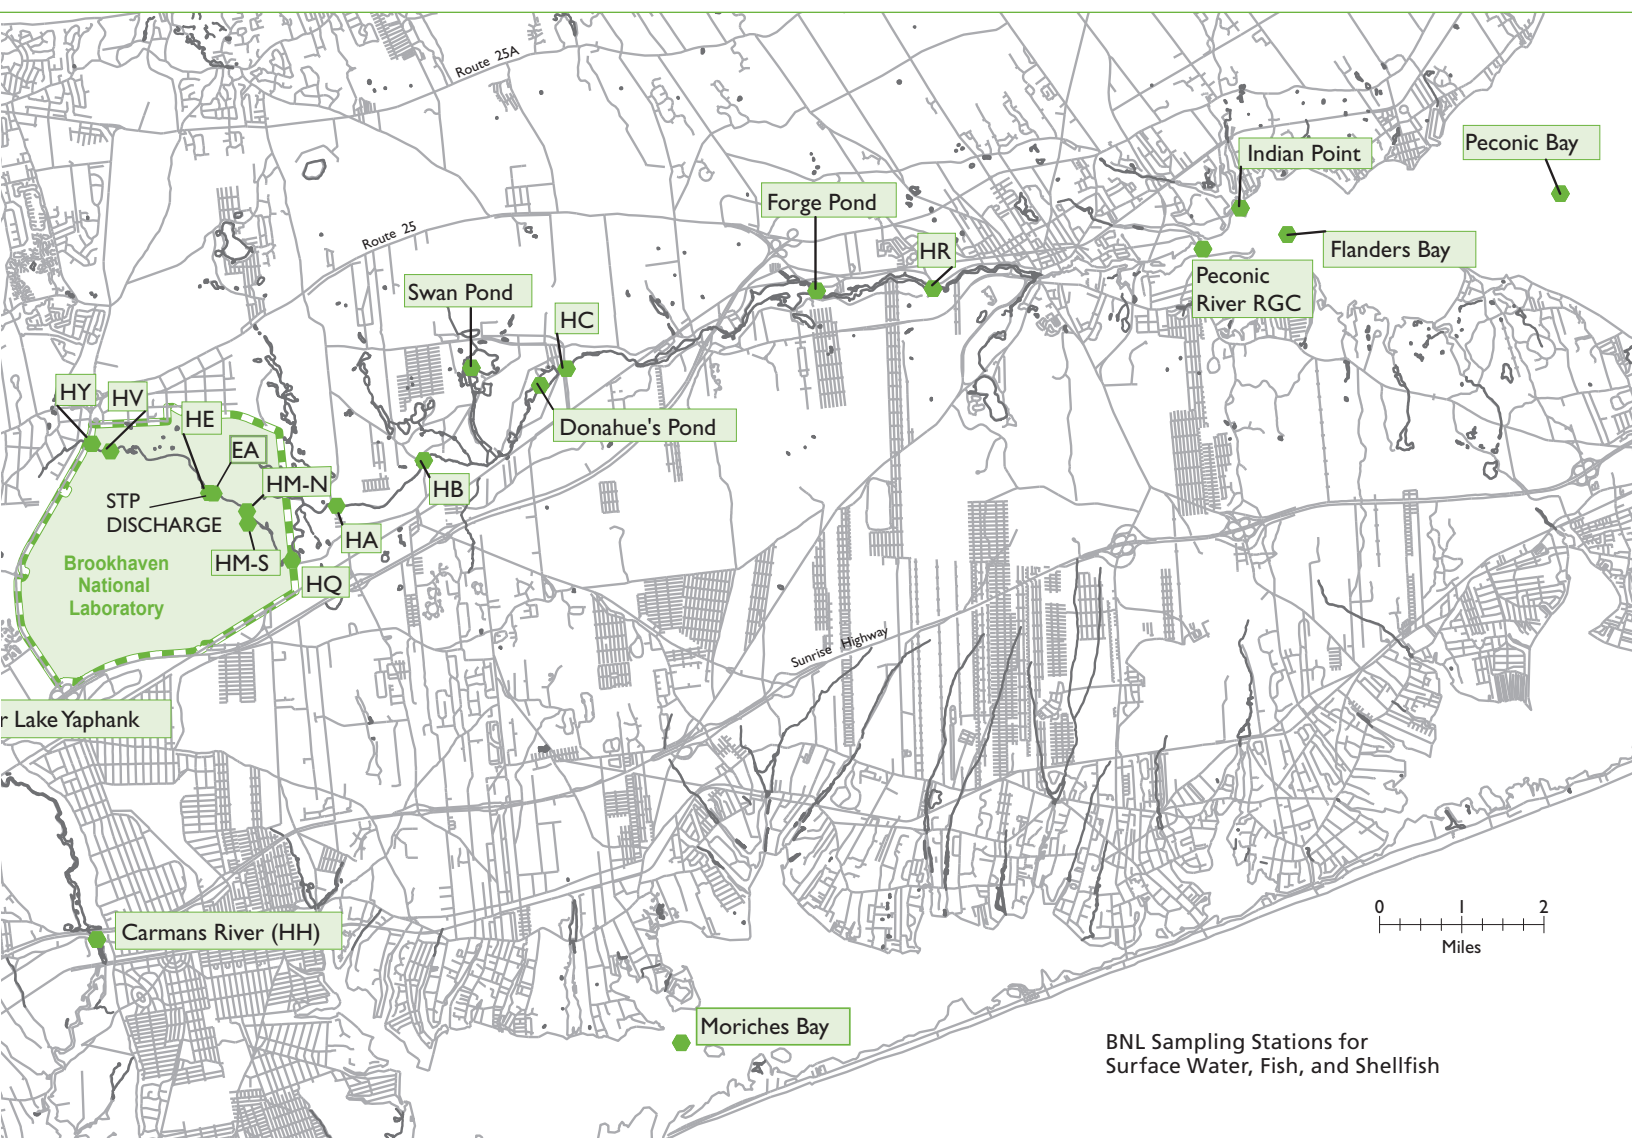 Route 25A
Peconic Bay
Indian Point
Forge Pond
Route 25
HR
Flanders Bay
Peconic
River RGC
Swan Pond
HC
HY
HV
HE
Donahue's Pond
EA
HM-N
HB
STP
DISCHARGE
HA
HM-S
Brookhaven
National
Laboratory
HQ
Sunrise Highway
r Lake Yaphank
0 1 2
Miles
Carmans River (HH)
Moriches Bay
BNL Sampling Stations for
Surface Water, Fish, and Shellfish